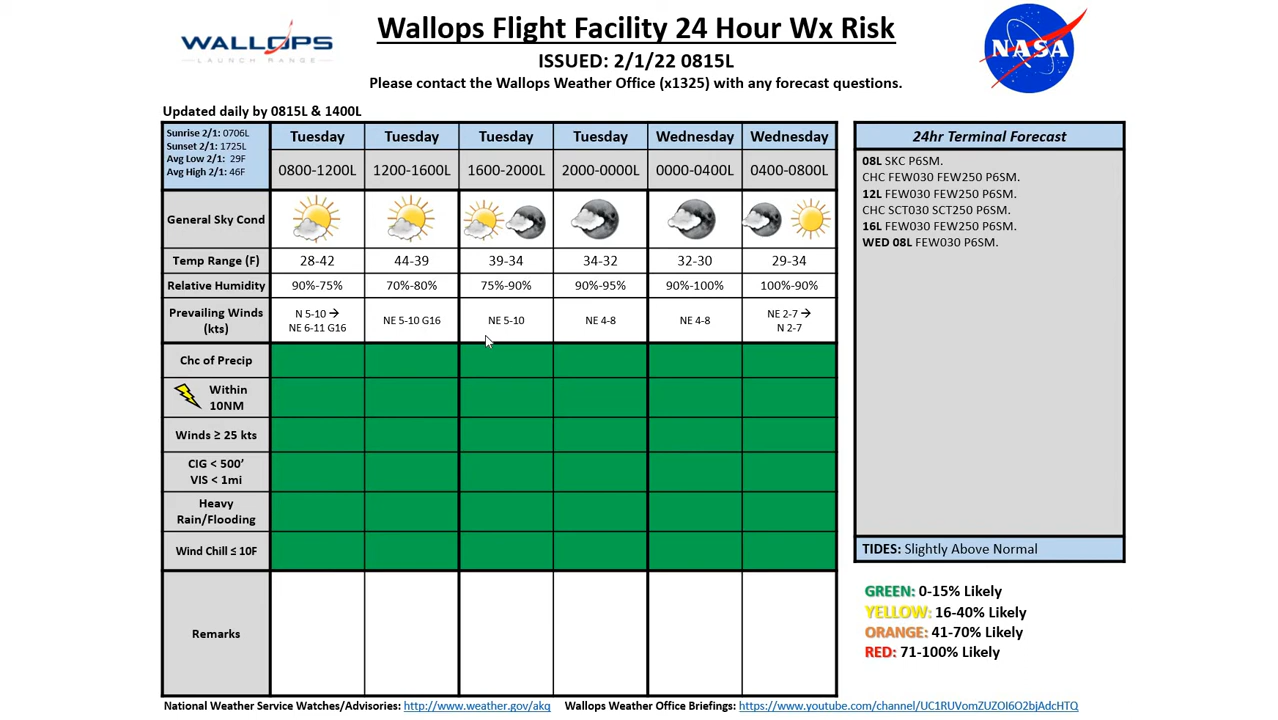 WALLOPS
LAUNCH RANGE
Wallops Flight Facility 24 Hour Wx Risk
ISSUED: 2/1/22 0815L
Please contact the Wallops Weather Office (x1325) with any forecast questions.
NASA
Updated daily by 0815L & 1400L
Sunrise 2/1: 0706L
Sunset 2/1: 1725L
Avg Low 2/1: 29F
Avg High 2/1: 46F
Tuesday Tuesday Tuesday Tuesday Wednesday Wednesday
0800-1200L 1200-1600L 1600-2000L 2000-0000L 0000-0400L 0400-0800L
General Sky Cond
Temp Range (F) 28-42 44-39 39-34 34-32 32-30 29-34
Relative Humidity 90%-75% 70%-80% 75%-90% 90%-95% 90%-100% 100%-90%
Prevailing Winds (kts) N 5-10 → NE 6-11 G16 NE 5-10 G16 NE 5-10 NE 4-8 NE 4-8 NE 2-7 → N 2-7
Chc of Precip
Within
10NM
Winds ≥ 25 kts
CIG < 500’
VIS < 1mi
Heavy
Rain/Flooding
Wind Chill ≤ 10F
Remarks
24hr Terminal Forecast
08L SKC P6SM.
CHC FEW030 FEW250 P6SM.
12L FEW030 FEW250 P6SM.
CHC SCT030 SCT250 P6SM.
16L FEW030 FEW250 P6SM.
WED 08L FEW030 P6SM.
TIDES: Slightly Above Normal
GREEN: 0-15% Likely
YELLOW: 16-40% Likely
ORANGE: 41-70% Likely
RED: 71-100% Likely
National Weather Service Watches/Advisories: http://www.weather.gov/akq Wallops Weather Office Briefings: https://www.youtube.com/channel/UC1RUVomZUZOI6O2bjAdcHTQ